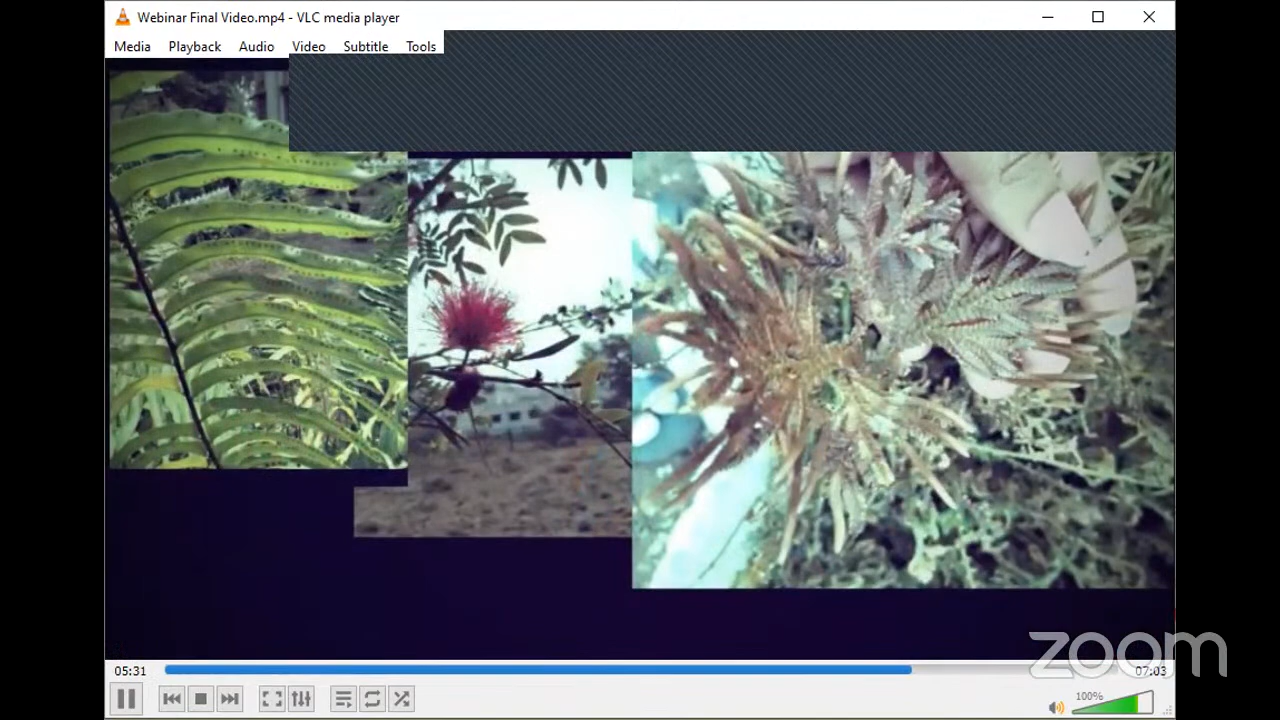 Webinar Final Video.mp4 - VLC media player
Media Playback Audio Video Subtitle Tools
05:31
07:03
100%
zoom